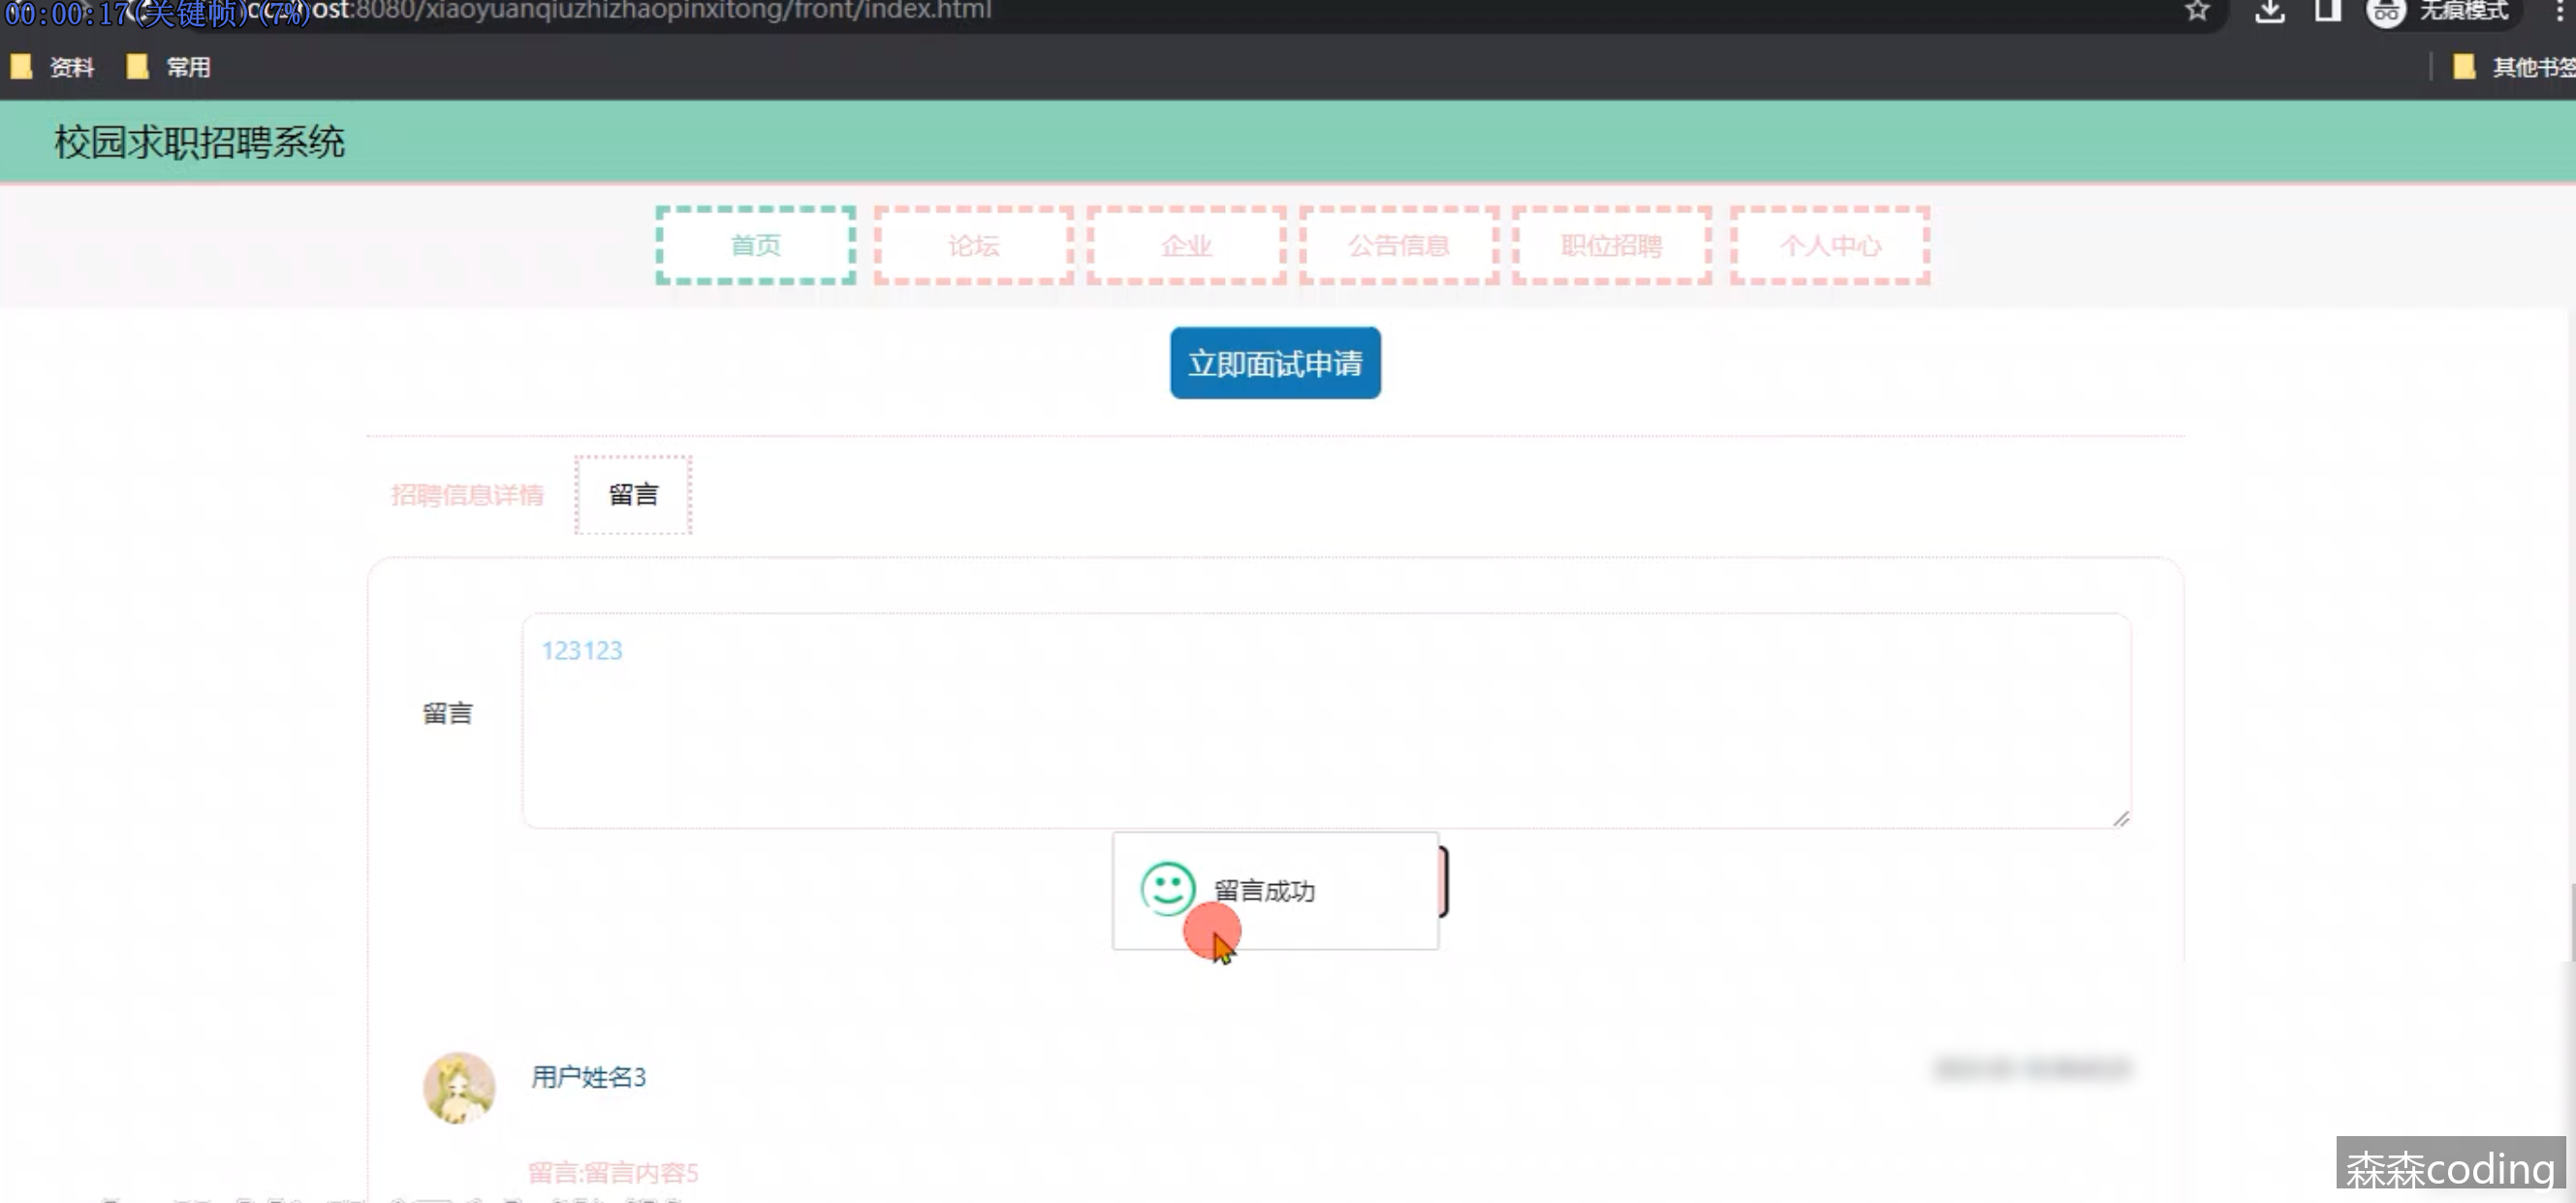 00:00:17(关键帧)(7%)
ost:8080/xiaoyuanqiuzhizhaopinxitong/front/index.html
无痕模式
资料
常用
其他书签
校园求职招聘系统
首页
论坛
企业
公告信息
职位招聘
个人中心
立即面试申请
招聘信息详情
留言
123123
留言
留言成功
用户姓名3
留言:留言内容5
森森coding